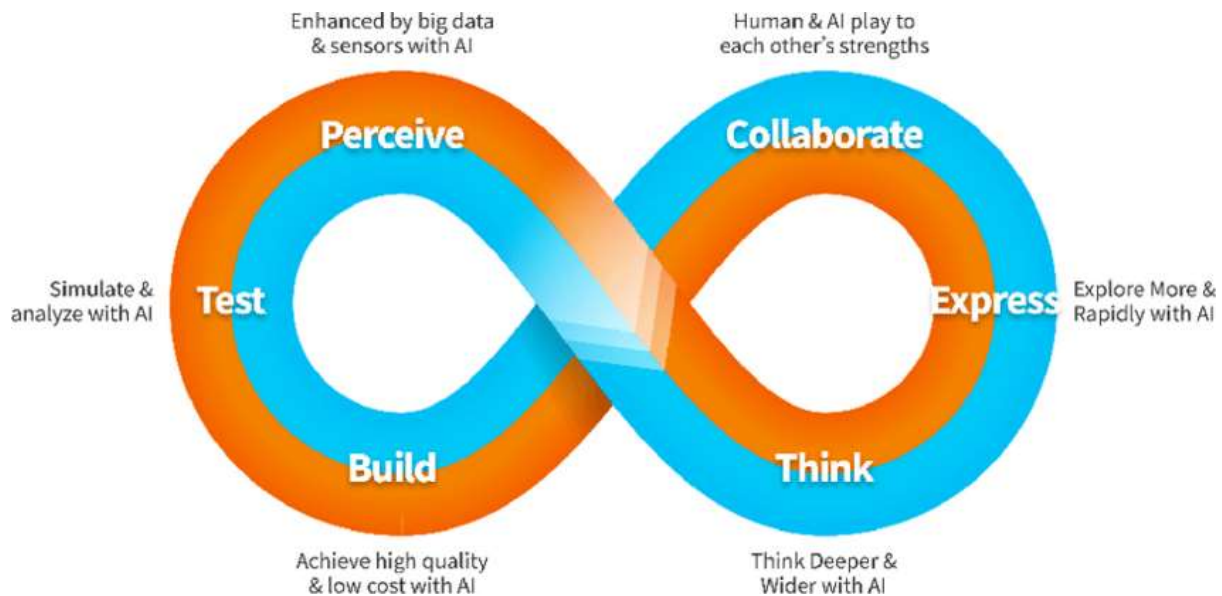 Enhanced by big data
& sensors with AI
Human & AI play to
each other's strengths
Perceive
Collaborate
Simulate &
analyze with AI
Test
Express
Explore More &
Rapidly with AI
Build
Think
Achieve high quality
& low cost with AI
Think Deeper &
Wider with AI